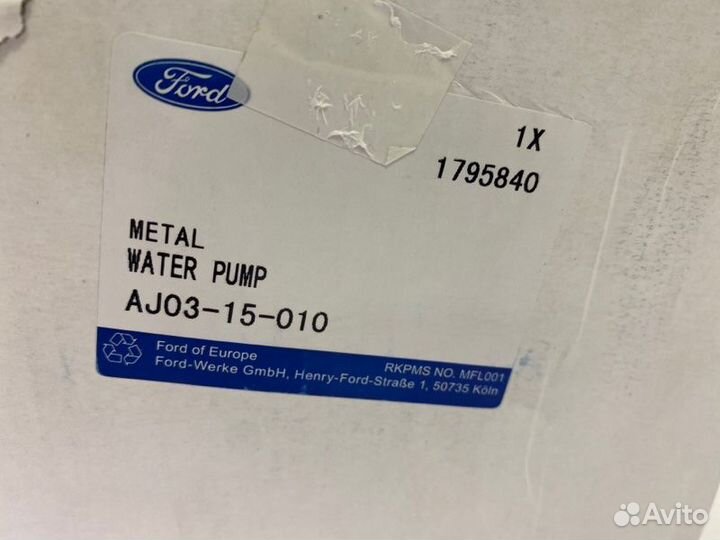 Ford
1X
1795840
METAL
WATER PUMP
AJ03-15-010
Ford of Europe
Ford-Werke GmbH, Henry-Ford-Straße 1, 50735 Köln
RKPMS NO. MFL001
Avito